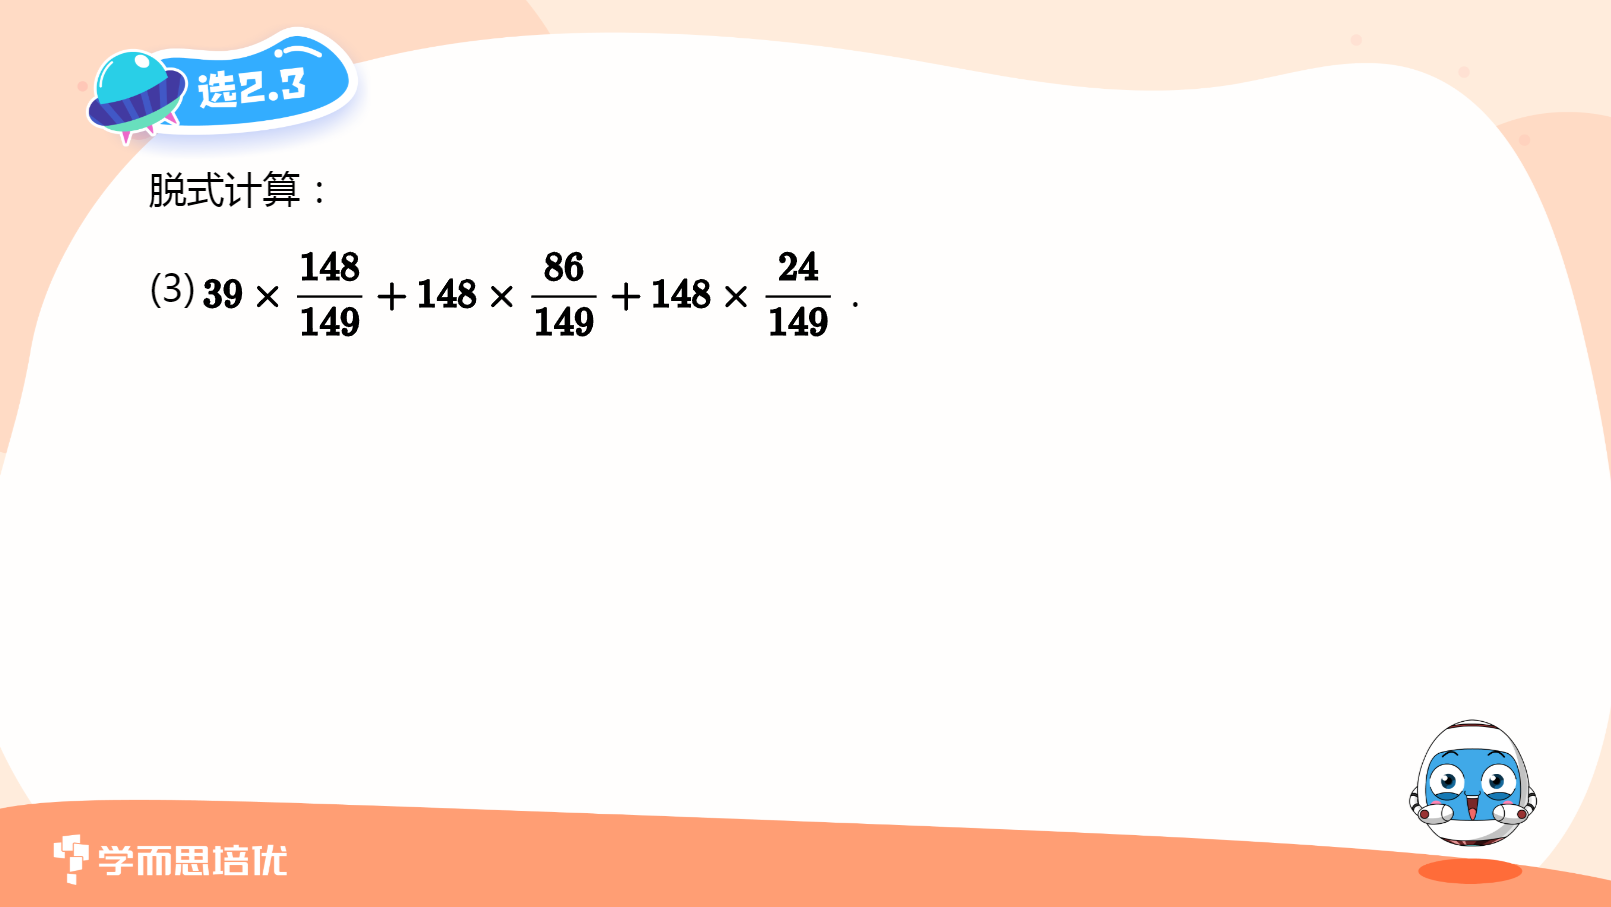 选2.3
脱式计算：
(3) 39 × 148/149 + 148 × 86/149 + 148 × 24/149 .
学而思培优